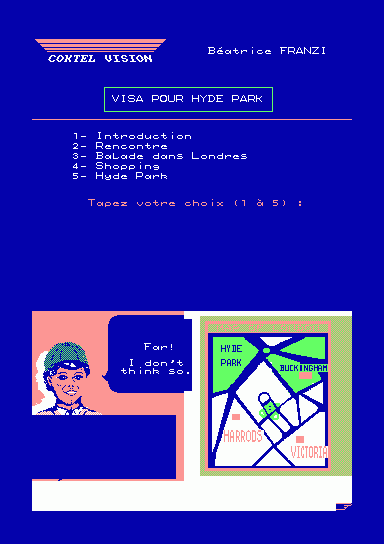 COKTEL VISION
Béatrice FRANZI
VISA POUR HYDE PARK
1- Introduction
2- Rencontre
3- Balade dans Londres
4- Shopping
5- Hyde Park
Tapez votre choix (1 à 5) :
Far!
I don't
think so.
HYDE
PARK
BUCKINGHAM
HARRODS
VICTORIA